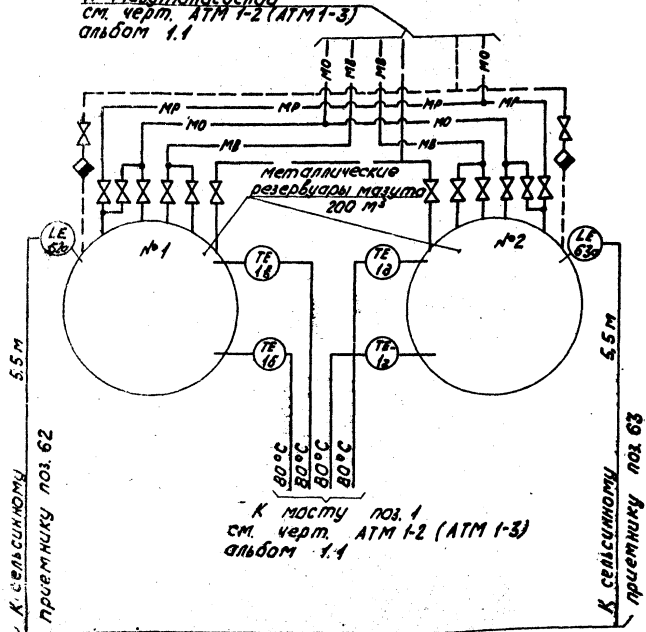 К мазутонасосной
см. черт. АТМ 1-2 (АТМ 1-3)
альбом 1.1
МО
МВ
МВ
МО
МР
МР
МР
МР
МО
МО
МВ
МВ
металлические
резервуары мазута
200 м³
LE
62а
№1
№2
LE
63а
TE
1в
TE
1д
TE
1б
TE-
1г
5,5 м
5,5 м
80°С
80°С
80°С
80°С
К сельсинному
приемнику поз. 62
К сельсинному
приемнику поз. 63
К мосту поз. 1
см. черт. АТМ 1-2 (АТМ 1-3)
альбом 1.1